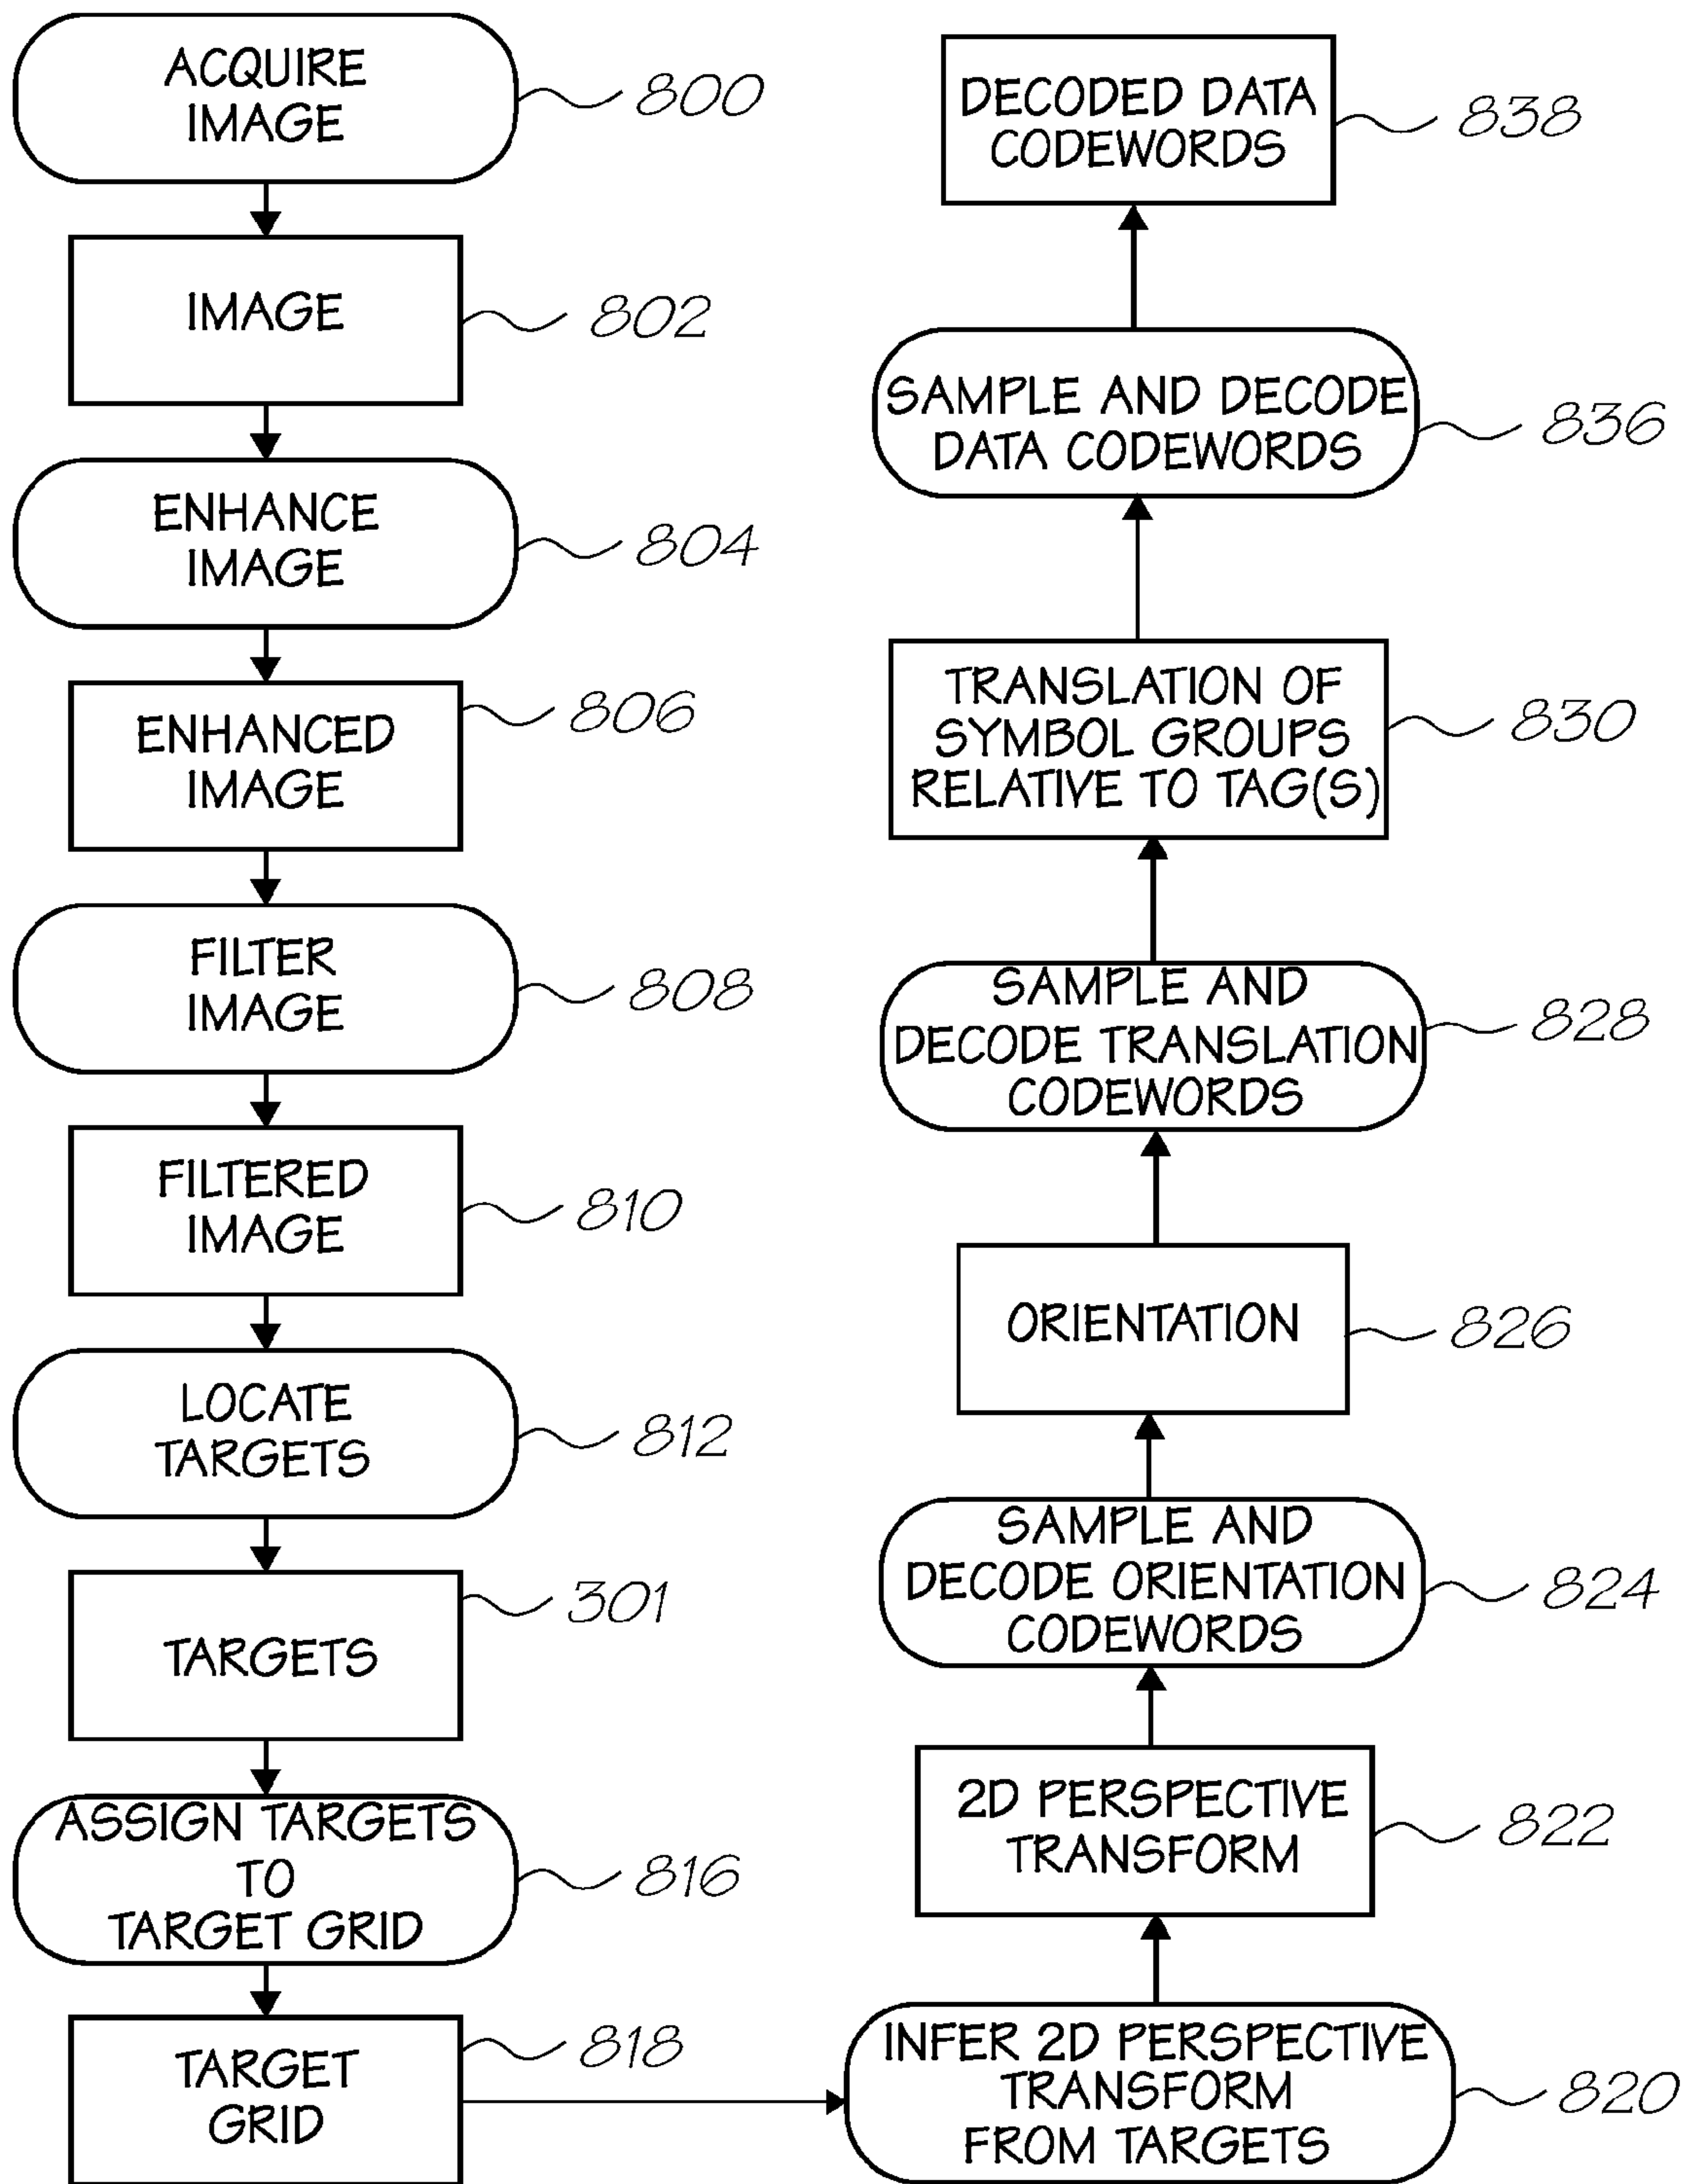 ACQUIRE
IMAGE
800
IMAGE
802
ENHANCE
IMAGE
804
ENHANCED
IMAGE
806
FILTER
IMAGE
808
FILTERED
IMAGE
810
LOCATE
TARGETS
812
TARGETS
301
ASSIGN TARGETS
TO
TARGET GRID
816
TARGET
GRID
818
INFER 2D PERSPECTIVE
TRANSFORM
FROM TARGETS
820
2D PERSPECTIVE
TRANSFORM
822
SAMPLE AND
DECODE ORIENTATION
CODEWORDS
824
ORIENTATION
826
SAMPLE AND
DECODE TRANSLATION
CODEWORDS
828
TRANSLATION OF
SYMBOL GROUPS
RELATIVE TO TAG(S)
830
SAMPLE AND DECODE
DATA CODEWORDS
836
DECODED DATA
CODEWORDS
838